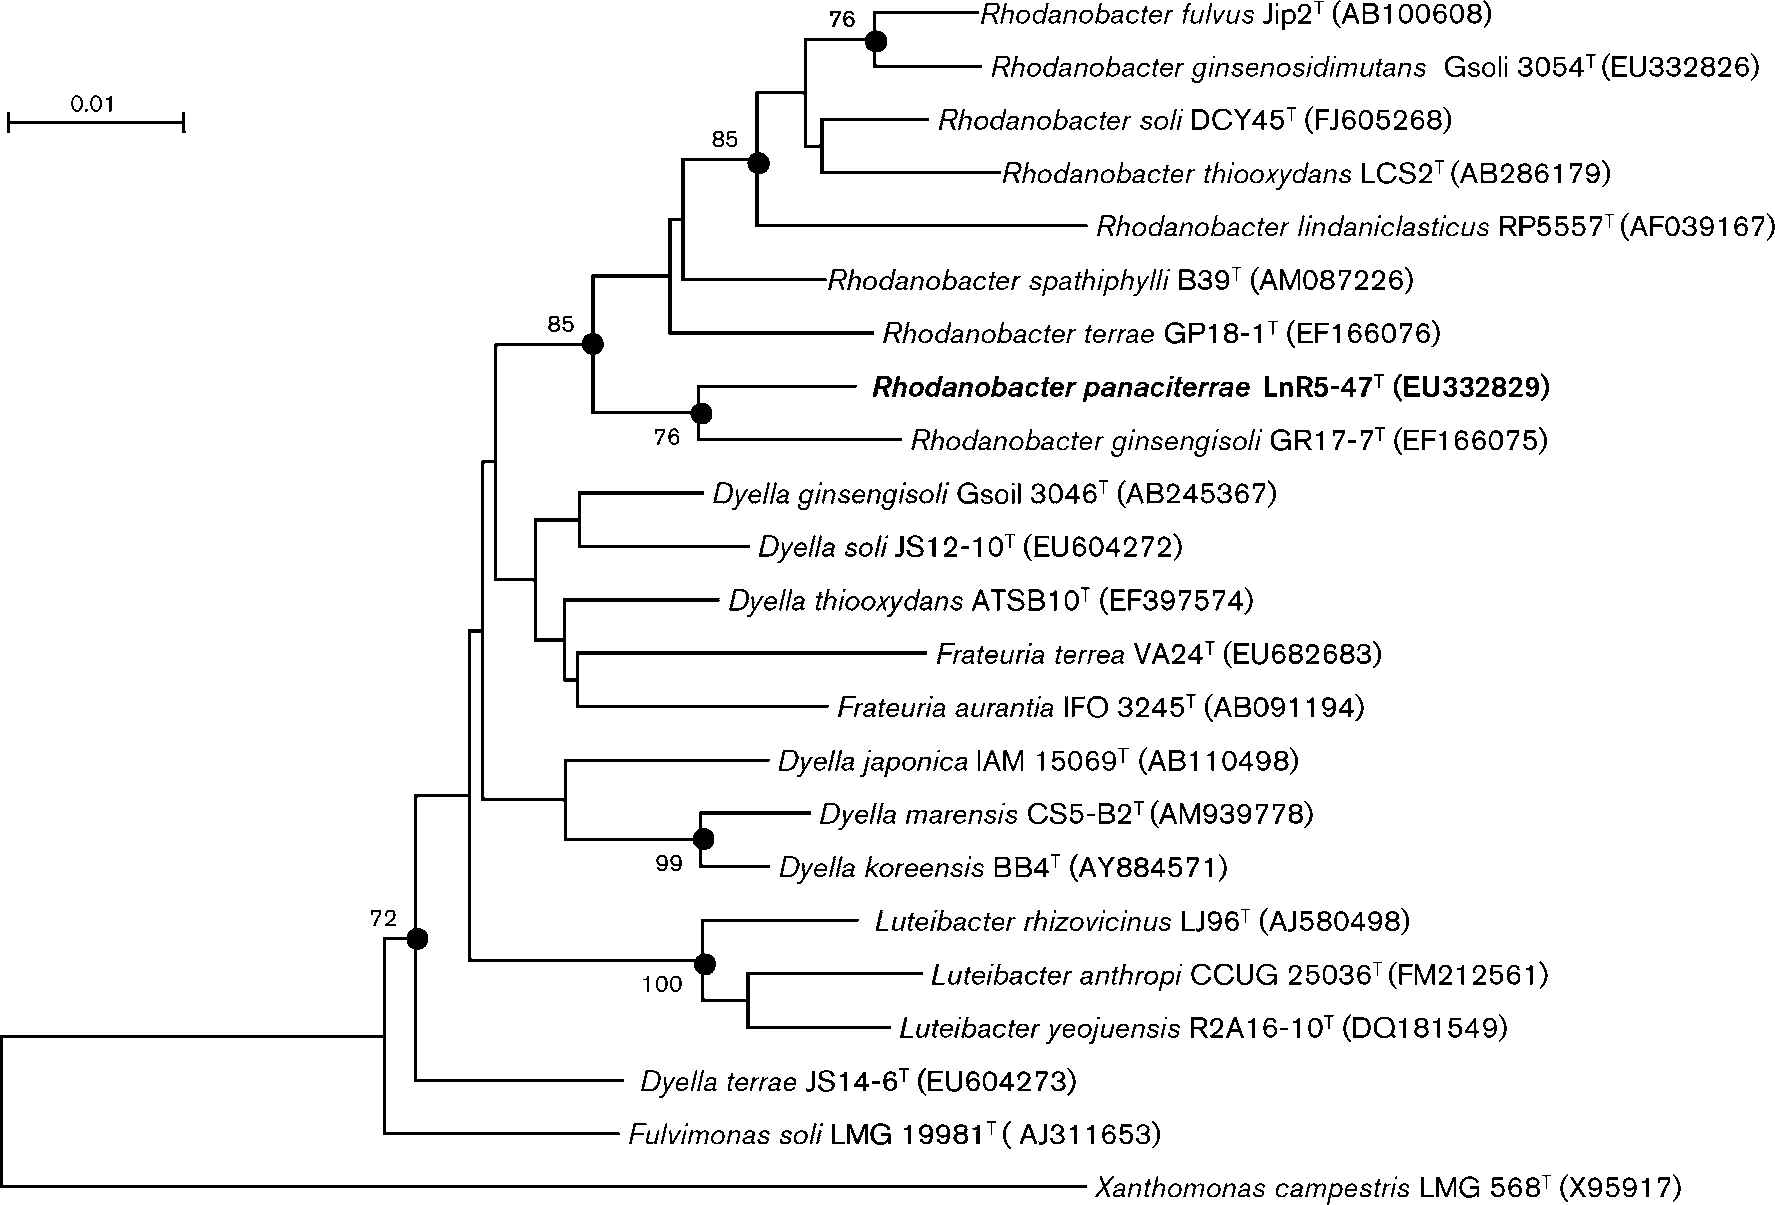 76
Rhodanobacter fulvus Jip2ᵀ (AB100608)
Rhodanobacter ginsenosidimutans Gsoli 3054ᵀ (EU332826)
0.01
Rhodanobacter soli DCY45ᵀ (FJ605268)
85
Rhodanobacter thiooxydans LCS2ᵀ (AB286179)
Rhodanobacter lindaniclasticus RP5557ᵀ (AF039167)
Rhodanobacter spathiphylli B39ᵀ (AM087226)
85
Rhodanobacter terrae GP18-1ᵀ (EF166076)
Rhodanobacter panaciterrae LnR5-47ᵀ (EU332829)
76
Rhodanobacter ginsengisoli GR17-7ᵀ (EF166075)
Dyella ginsengisoli Gsoil 3046ᵀ (AB245367)
Dyella soli JS12-10ᵀ (EU604272)
Dyella thiooxydans ATSB10ᵀ (EF397574)
Frateuria terrea VA24ᵀ (EU682683)
Frateuria aurantia IFO 3245ᵀ (AB091194)
Dyella japonica IAM 15069ᵀ (AB110498)
Dyella marensis CS5-B2ᵀ (AM939778)
99
Dyella koreensis BB4ᵀ (AY884571)
72
Luteibacter rhizovicinus LJ96ᵀ (AJ580498)
Luteibacter anthropi CCUG 25036ᵀ (FM212561)
100
Luteibacter yeojuensis R2A16-10ᵀ (DQ181549)
Dyella terrae JS14-6ᵀ (EU604273)
Fulvimonas soli LMG 19981ᵀ ( AJ311653)
Xanthomonas campestris LMG 568ᵀ (X95917)